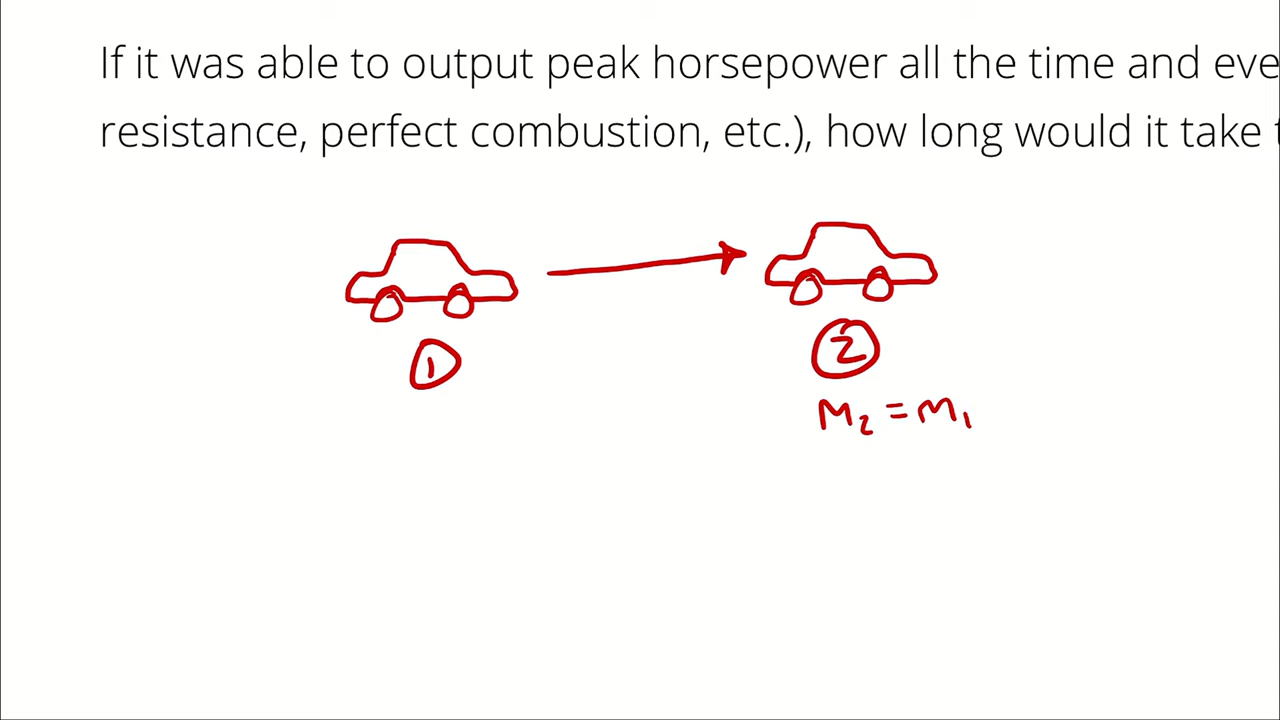 If it was able to output peak horsepower all the time and eve
resistance, perfect combustion, etc.), how long would it take
1
2
M₂ = M₁